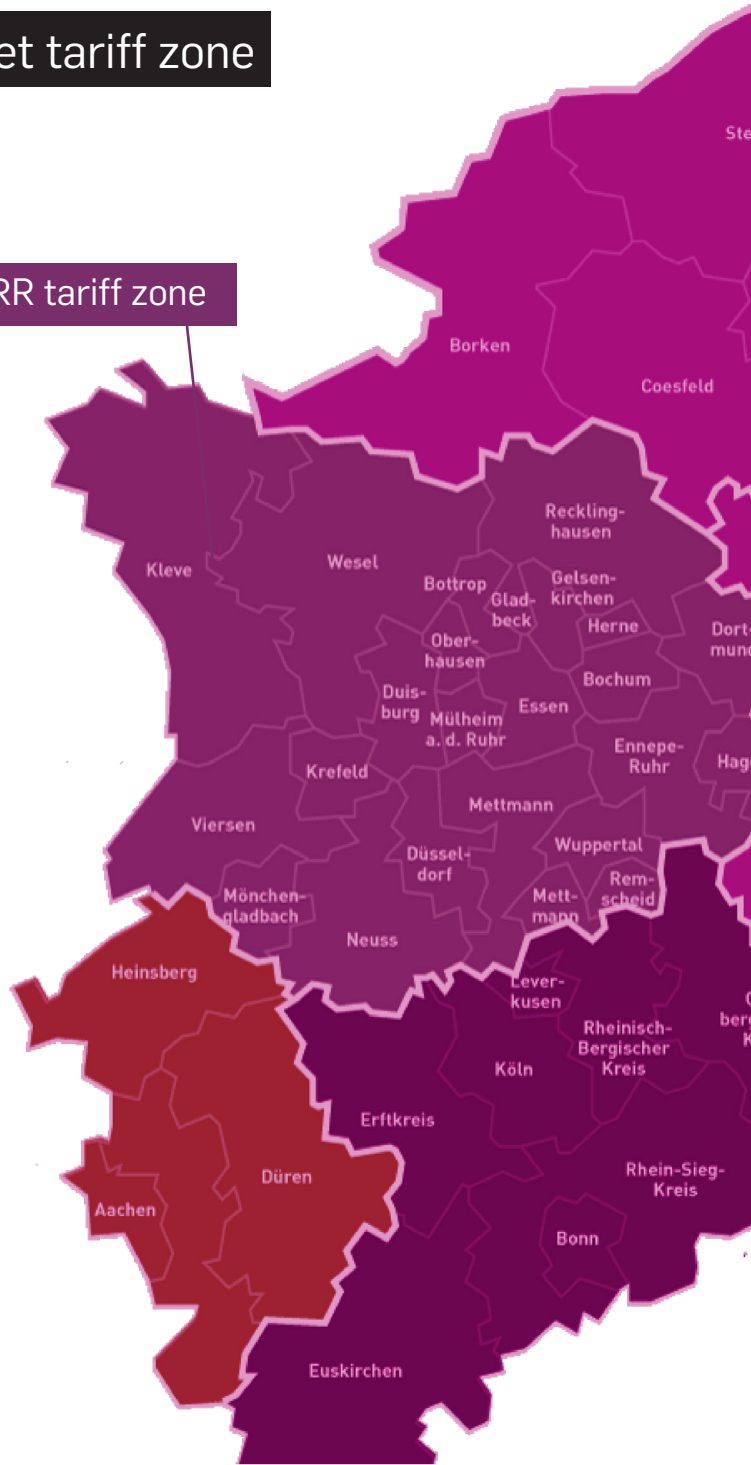 et tariff zone
Ste
RR tariff zone
Borken
Coesfeld
Reckling-
hausen
Kleve
Wesel
Bottrop
Gelsen-
kirchen
Glad-
beck
Herne
Dort-
mund
Ober-
hausen
Bochum
Duis-
burg
Mülheim
a. d. Ruhr
Essen
Ennepe-
Ruhr
Hage
Krefeld
Mettmann
Viersen
Wuppertal
Düssel-
dorf
Rem-
scheid
Mönchen-
gladbach
Mett-
mann
Neuss
Heinsberg
Lever-
kusen
berg
K
Rheinisch-
Bergischer
Kreis
Köln
Erftkreis
Düren
Rhein-Sieg-
Kreis
Aachen
Bonn
Euskirchen